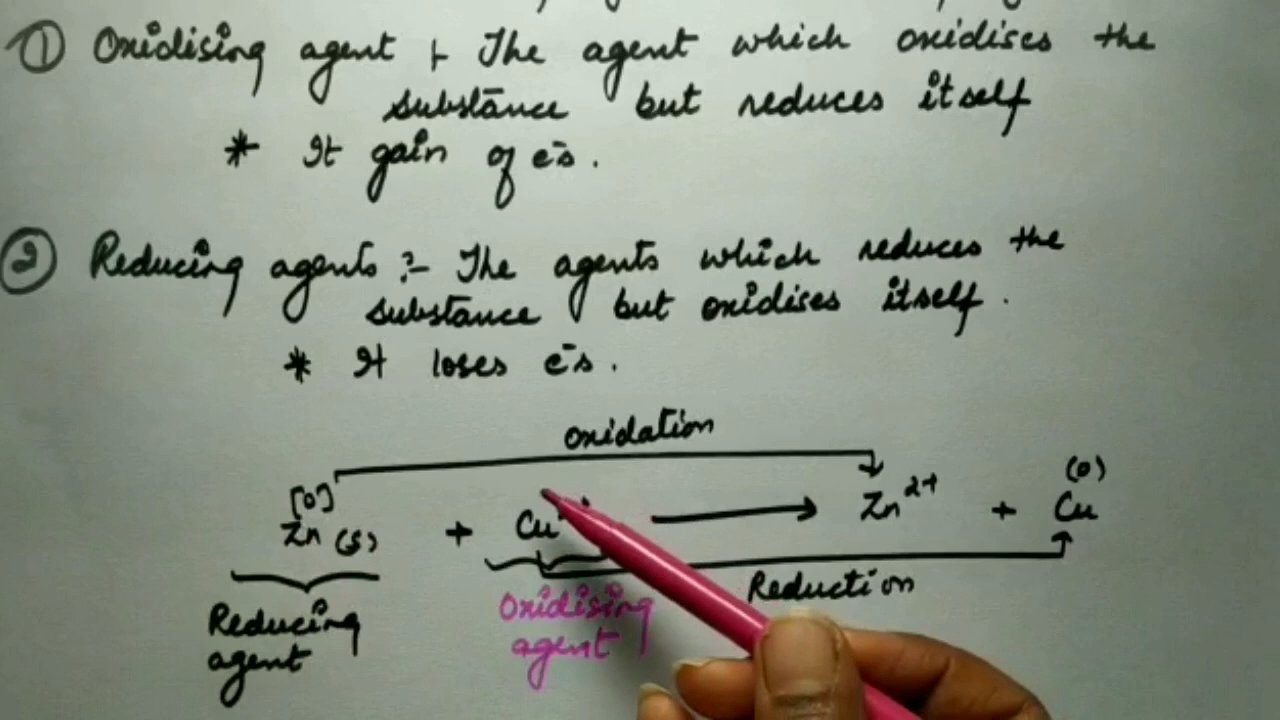 ① Oxidising agent :- The agent which oxidises the
substance but reduces itself
* It gain of e⁻s.
② Reducing agents :- The agents which reduces the
substance but oxidises itself.
* It loses e⁻s.
oxidation
[0] (0)
Zn (s) + Cu → Zn²⁺ + Cu
Reduction
Reducing agent
Oxidising agent